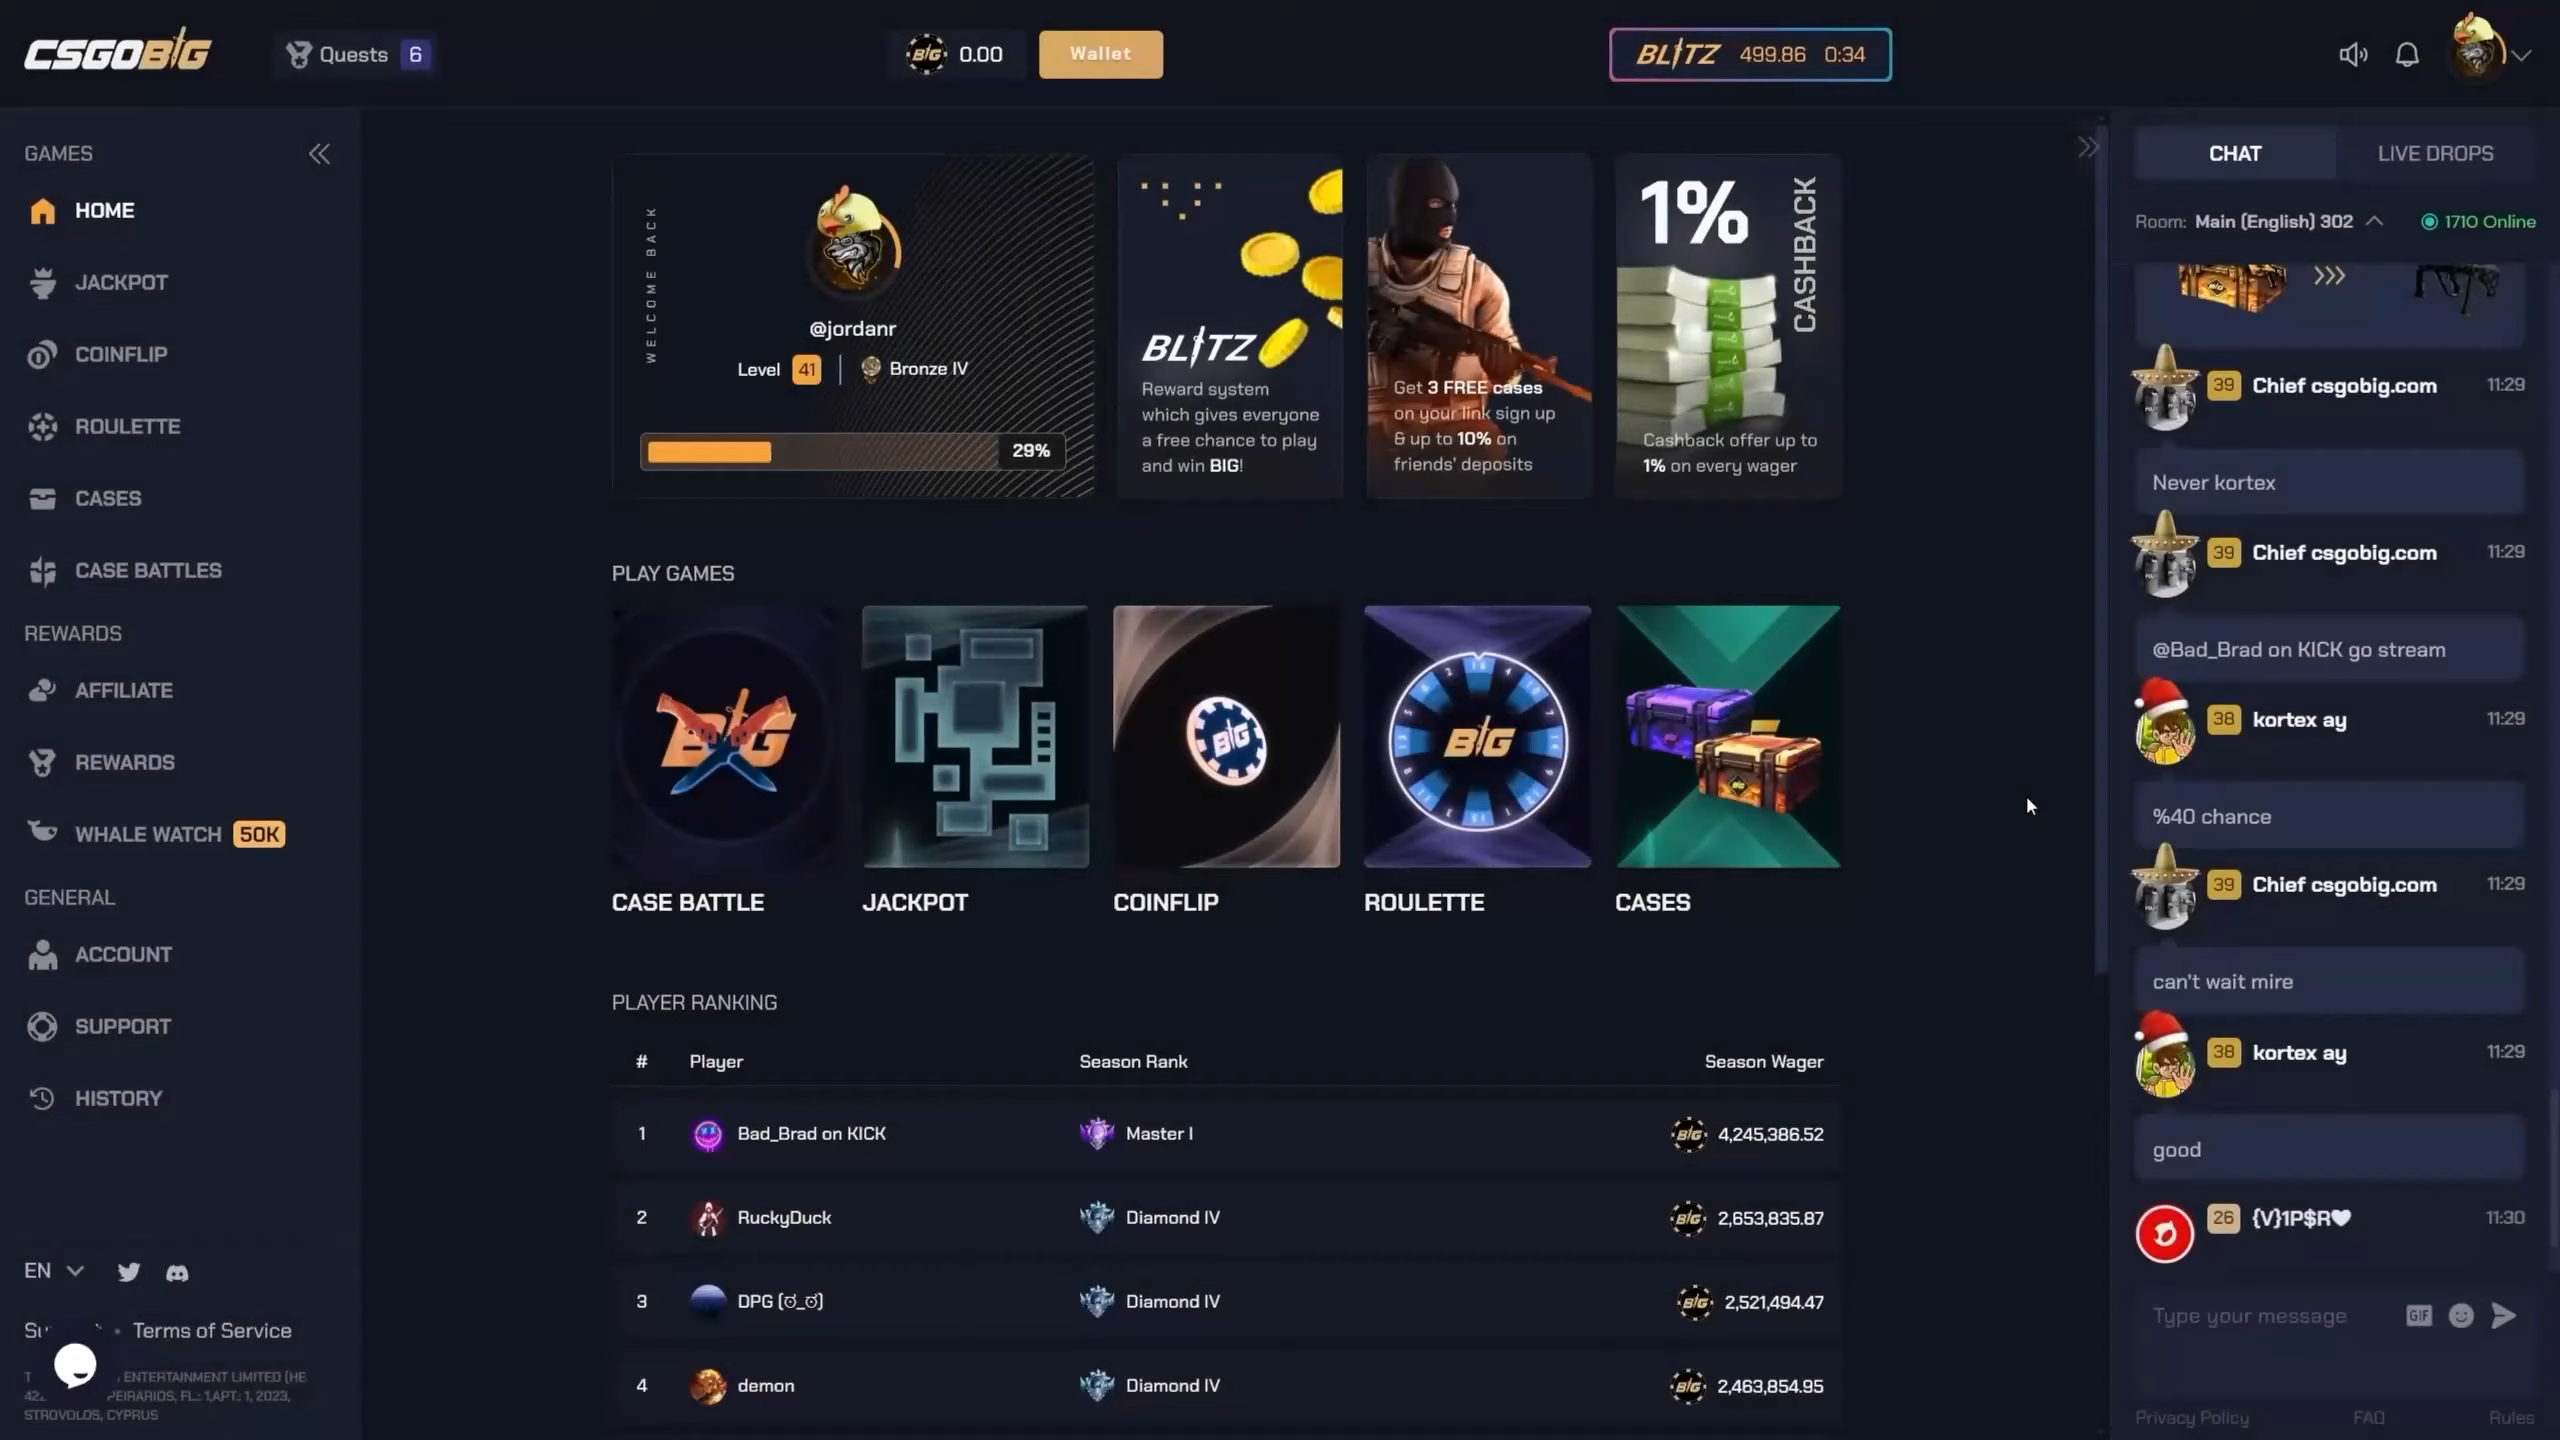 CSGOBIG
Quests 6
BIG 0.00
Wallet
BLITZ 499.86 0:34
GAMES
HOME
JACKPOT
COINFLIP
ROULETTE
CASES
CASE BATTLES
REWARDS
AFFILIATE
REWARDS
WHALE WATCH 50K
GENERAL
ACCOUNT
SUPPORT
HISTORY
EN
Terms of Service
ENTERTAINMENT LIMITED (HE
PEIRARIOS, FL.: 1,APT.: 1, 2023,
STROVOLOS, CYPRUS
WELCOME BACK
@jordanr
Level 41
Bronze IV
29%
BLITZ
Reward system
which gives everyone
a free chance to play
and win BIG!
Get 3 FREE cases
on your link sign up
& up to 10% on
friends' deposits
1%
CASHBACK
Cashback offer up to
1% on every wager
PLAY GAMES
BIG
BIG
BIG
CASE BATTLE
JACKPOT
COINFLIP
ROULETTE
CASES
PLAYER RANKING
# Player Season Rank Season Wager
1 Bad_Brad on KICK Master I BIG 4,245,386.52
2 RuckyDuck Diamond IV BIG 2,653,835.87
3 DPG (ಠ_ಠ) Diamond IV BIG 2,521,494.47
4 demon Diamond IV BIG 2,463,854.95
CHAT
LIVE DROPS
Room: Main (English) 302
1710 Online
39 Chief csgobig.com 11:29
Never kortex
39 Chief csgobig.com 11:29
@Bad_Brad on KICK go stream
38 kortex ay 11:29
%40 chance
39 Chief csgobig.com 11:29
can't wait mire
38 kortex ay 11:29
good
26 {V}1P$R♥ 11:30
Type your message
GIF
Privacy Policy
FAQ
Rules